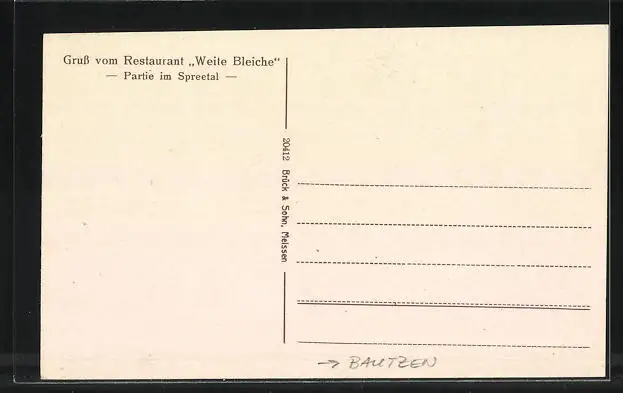 Gruß vom Restaurant „Weite Bleiche“
— Partie im Spreetal —
20412 Brück & Sohn, Meissen
→ BAUTZEN